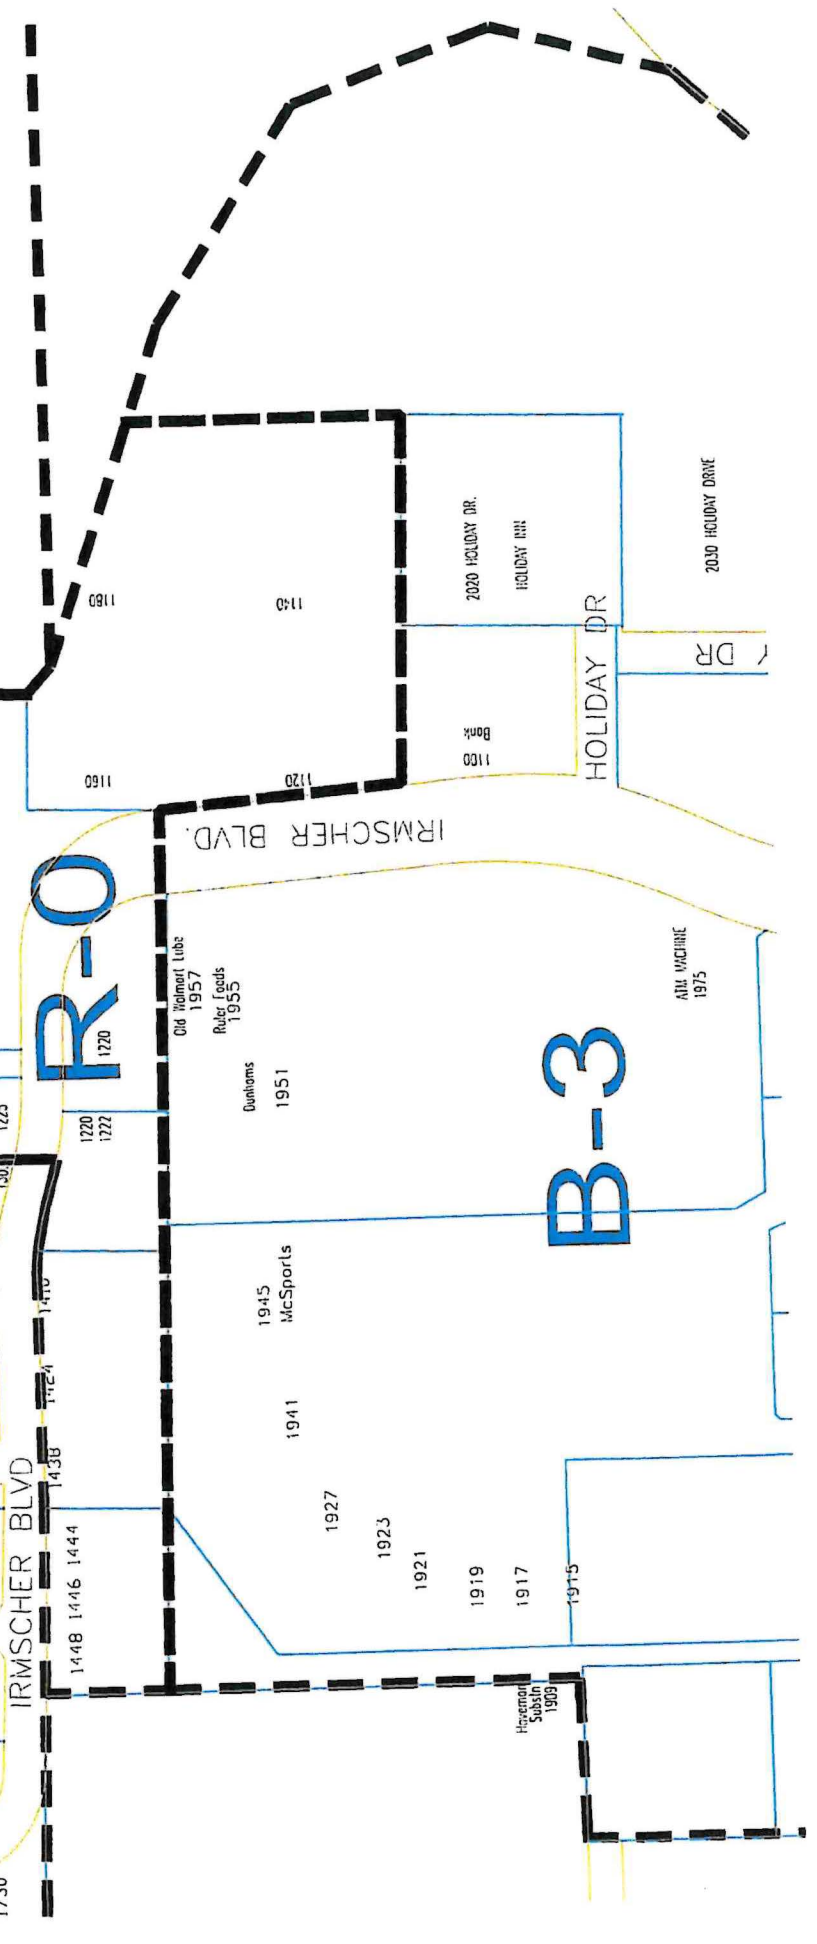 2020 HOLIDAY DR.
HOLIDAY INN
2030 HOLIDAY DRIVE
1180
1140
HOLIDAY DR
Y DR
Bank
1100
1160
1120
IRMSCHER BLVD.
R-O
Old Walmart Lube
1957
Ruler Foods
1955
ATM MACHINE
1975
1220
Dunhams
1951
1220
1222
1225
B-3
1945
McSports
1410
1424
1438
1941
IRMSCHER BLVD
1927
1923
1921
1919
1917
1915
1448 1446 1444
Substn
1909